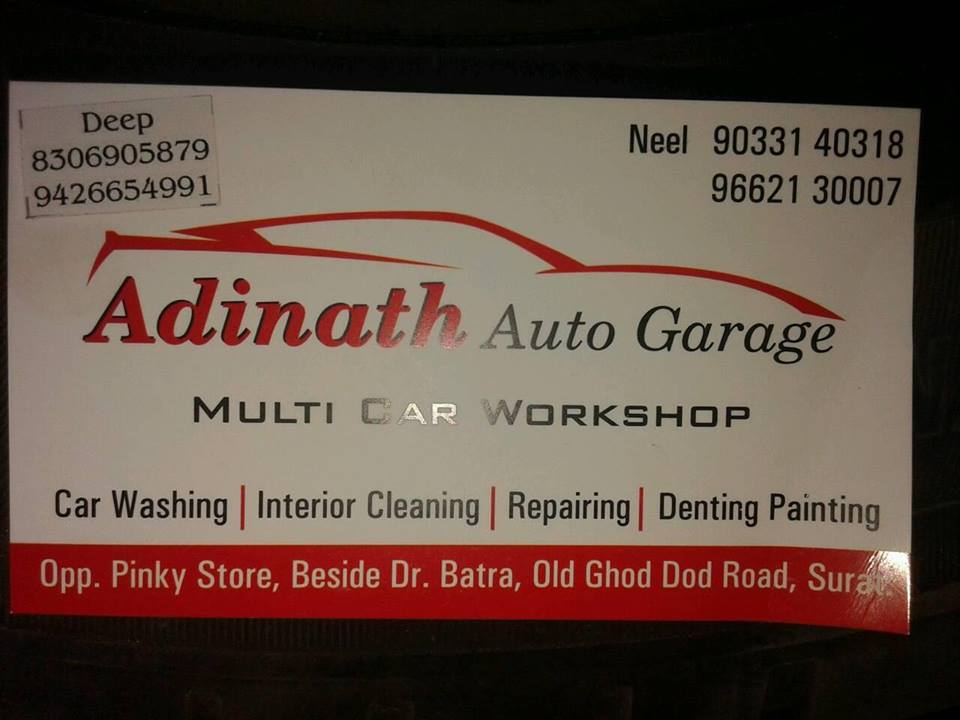 Deep
8306905879
9426654991
Neel 90331 40318
96621 30007
Adinath Auto Garage
MULTI CAR WORKSHOP
Car Washing | Interior Cleaning | Repairing | Denting Painting
Opp. Pinky Store, Beside Dr. Batra, Old Ghod Dod Road, Surat.